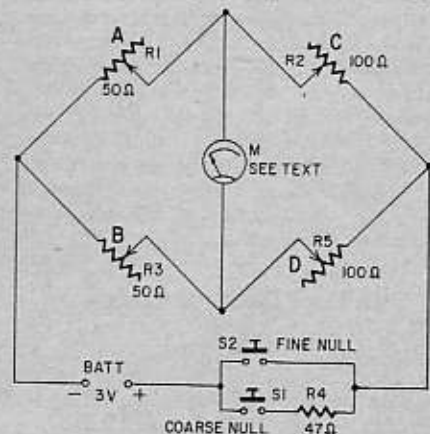 A
R1
50Ω
R2
C
100Ω
M
SEE TEXT
B
R3
50Ω
R5
D
100Ω
S2
FINE NULL
BATT
- 3V +
S1
R4
COARSE NULL
47Ω